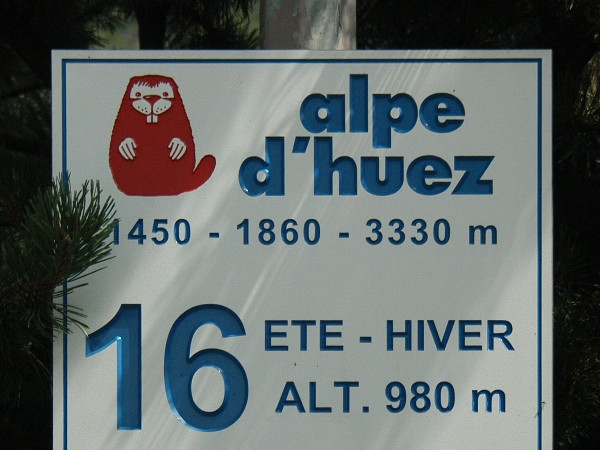 alpe
d'huez
1450 - 1860 - 3330 m
16
ETE - HIVER
ALT. 980 m